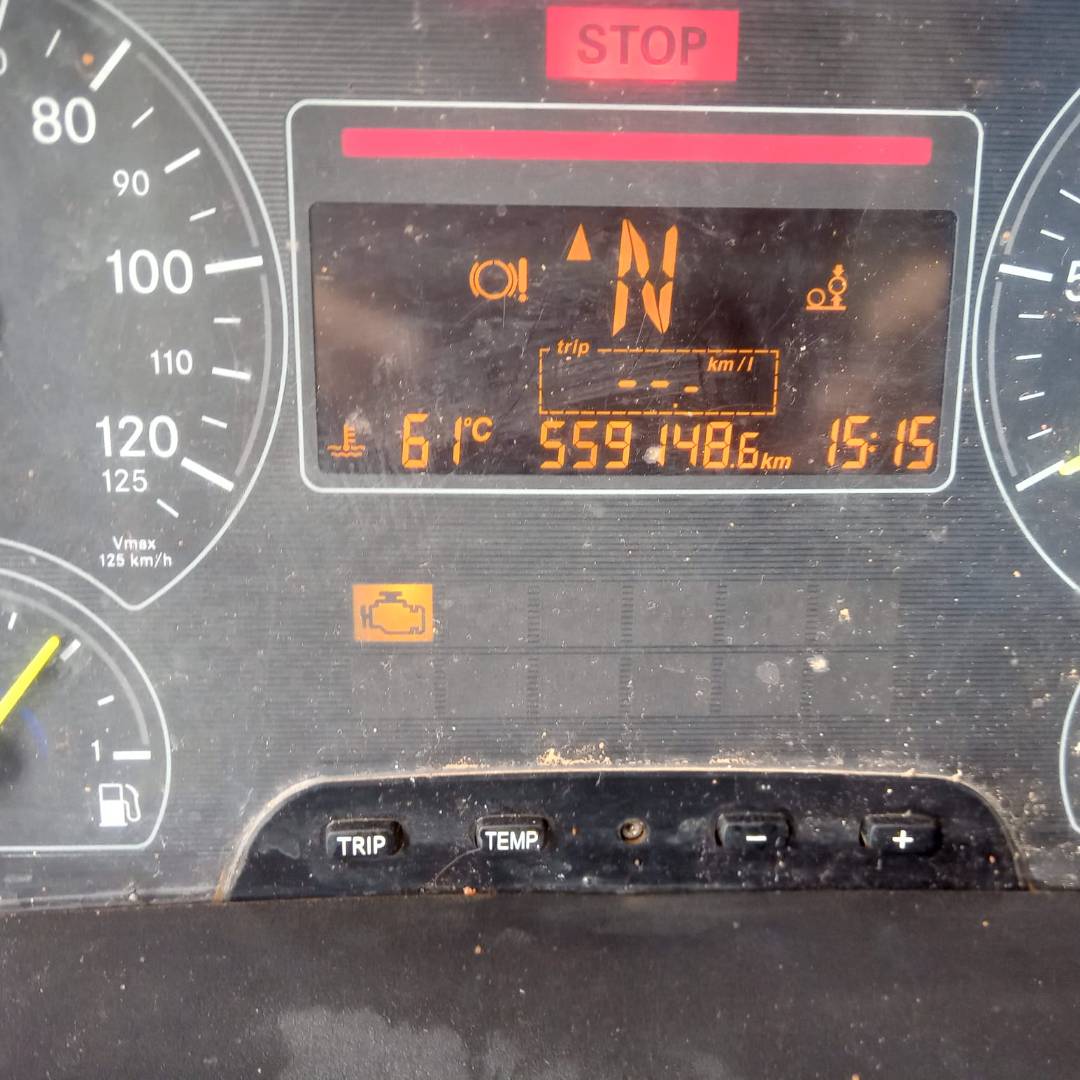 STOP
80
90
100
110
120
125
Vmax
125 km/h
N
trip
km/l
--.-
61°C
559148.6km
15:15
5
1
TRIP
TEMP.
-
+